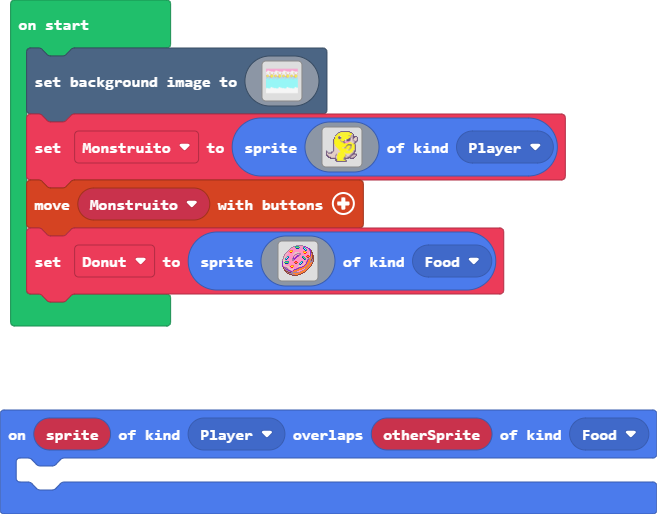 on start
set background image to
set Monstruito to sprite of kind Player
move Monstruito with buttons
set Donut to sprite of kind Food
on sprite of kind Player overlaps otherSprite of kind Food